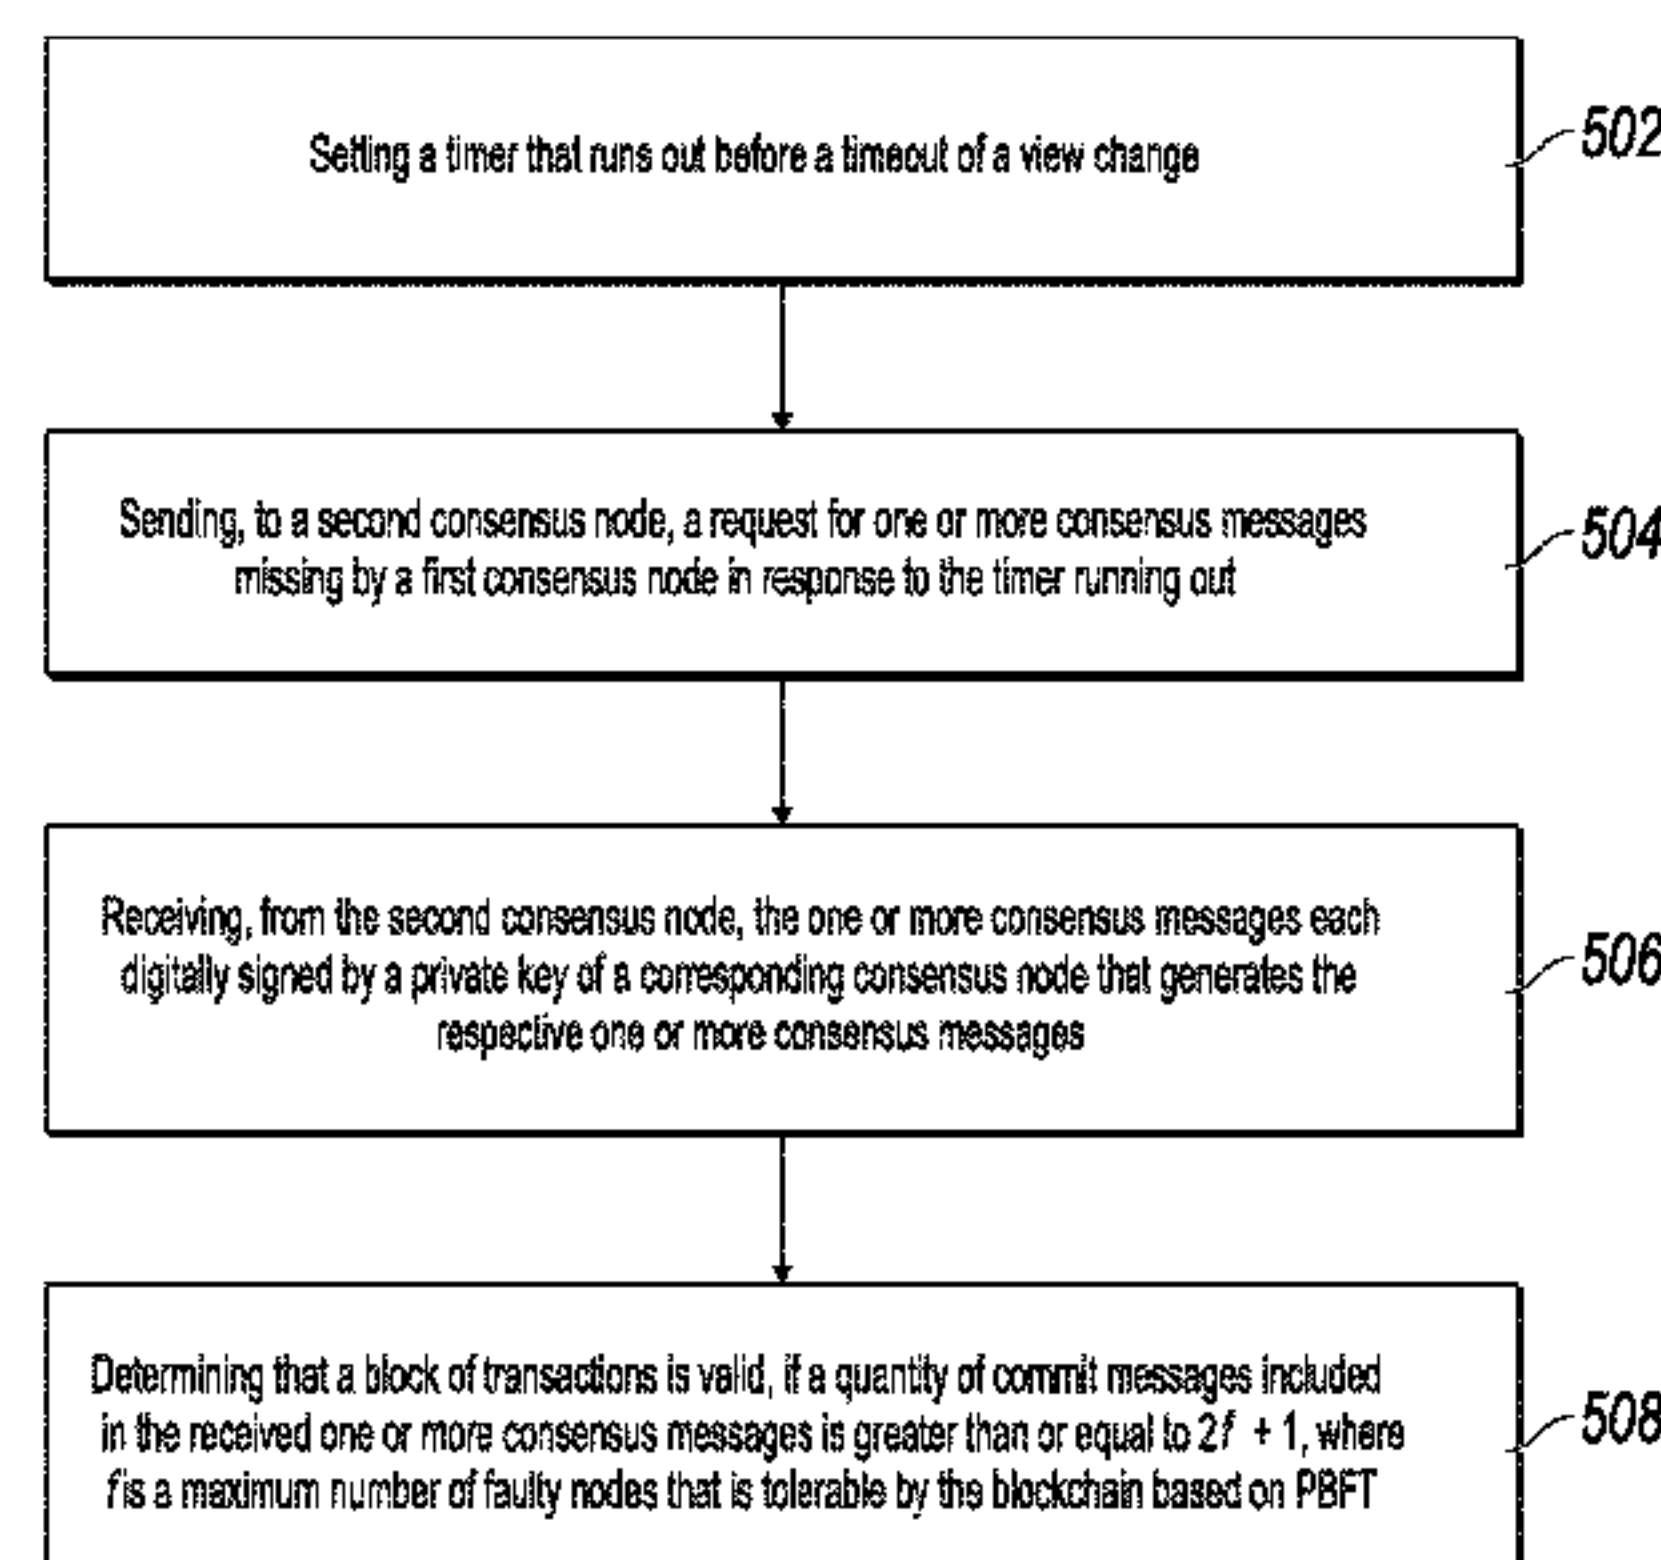 Setting a timer that runs out before a timeout of a view change
502
Sending, to a second consensus node, a request for one or more consensus messages
missing by a first consensus node in response to the timer running out
504
Receiving, from the second consensus node, the one or more consensus messages each
digitally signed by a private key of a corresponding consensus node that generates the
respective one or more consensus messages
506
Determining that a block of transactions is valid, if a quantity of commit messages included
in the received one or more consensus messages is greater than or equal to 2f + 1, where
f is a maximum number of faulty nodes that is tolerable by the blockchain based on PBFT
508